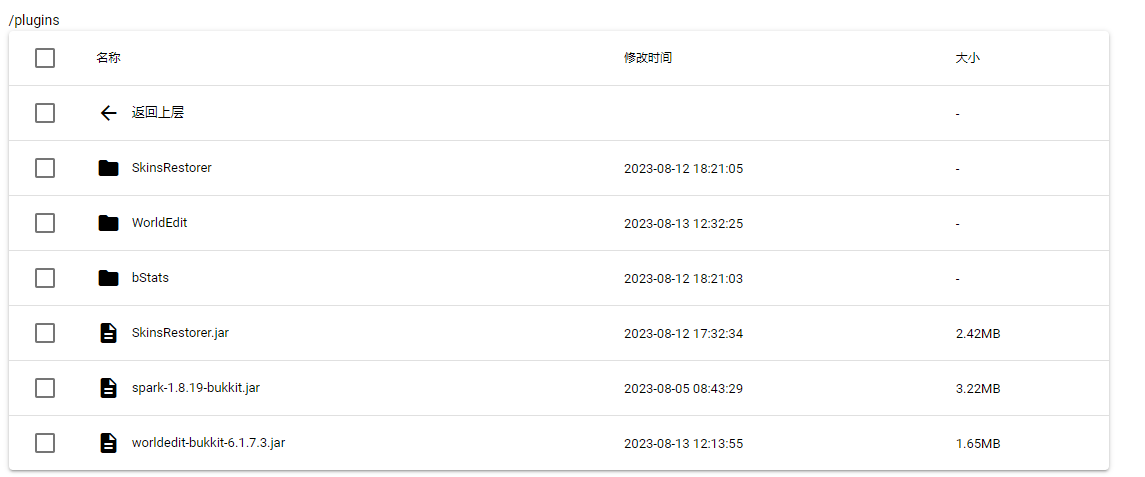 /plugins
名称 修改时间 大小
返回上层 -
SkinsRestorer 2023-08-12 18:21:05 -
WorldEdit 2023-08-13 12:32:25 -
bStats 2023-08-12 18:21:03 -
SkinsRestorer.jar 2023-08-12 17:32:34 2.42MB
spark-1.8.19-bukkit.jar 2023-08-05 08:43:29 3.22MB
worldedit-bukkit-6.1.7.3.jar 2023-08-13 12:13:55 1.65MB